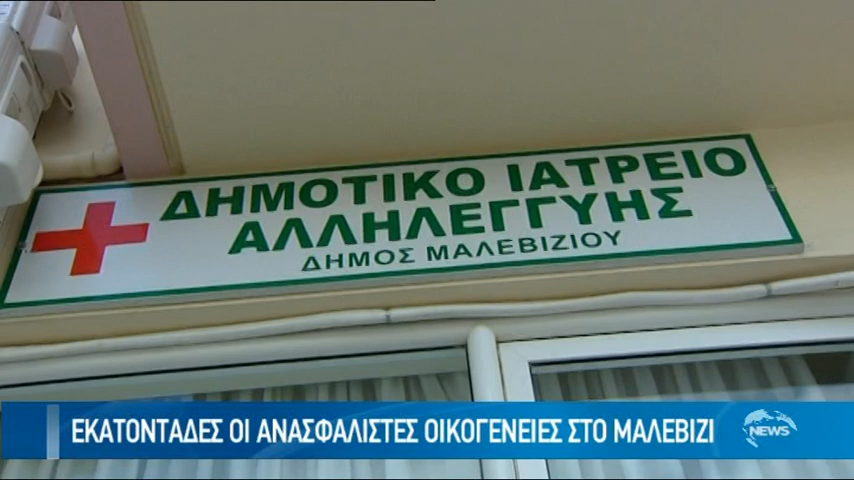 ΔΗΜΟΤΙΚΟ ΙΑΤΡΕΙΟ
ΑΛΛΗΛΕΓΓΥΗΣ
ΔΗΜΟΣ ΜΑΛΕΒΙΖΙΟΥ
ΕΚΑΤΟΝΤΑΔΕΣ ΟΙ ΑΝΑΣΦΑΛΙΣΤΕΣ ΟΙΚΟΓΕΝΕΙΕΣ ΣΤΟ ΜΑΛΕΒΙΖΙ
NEWS